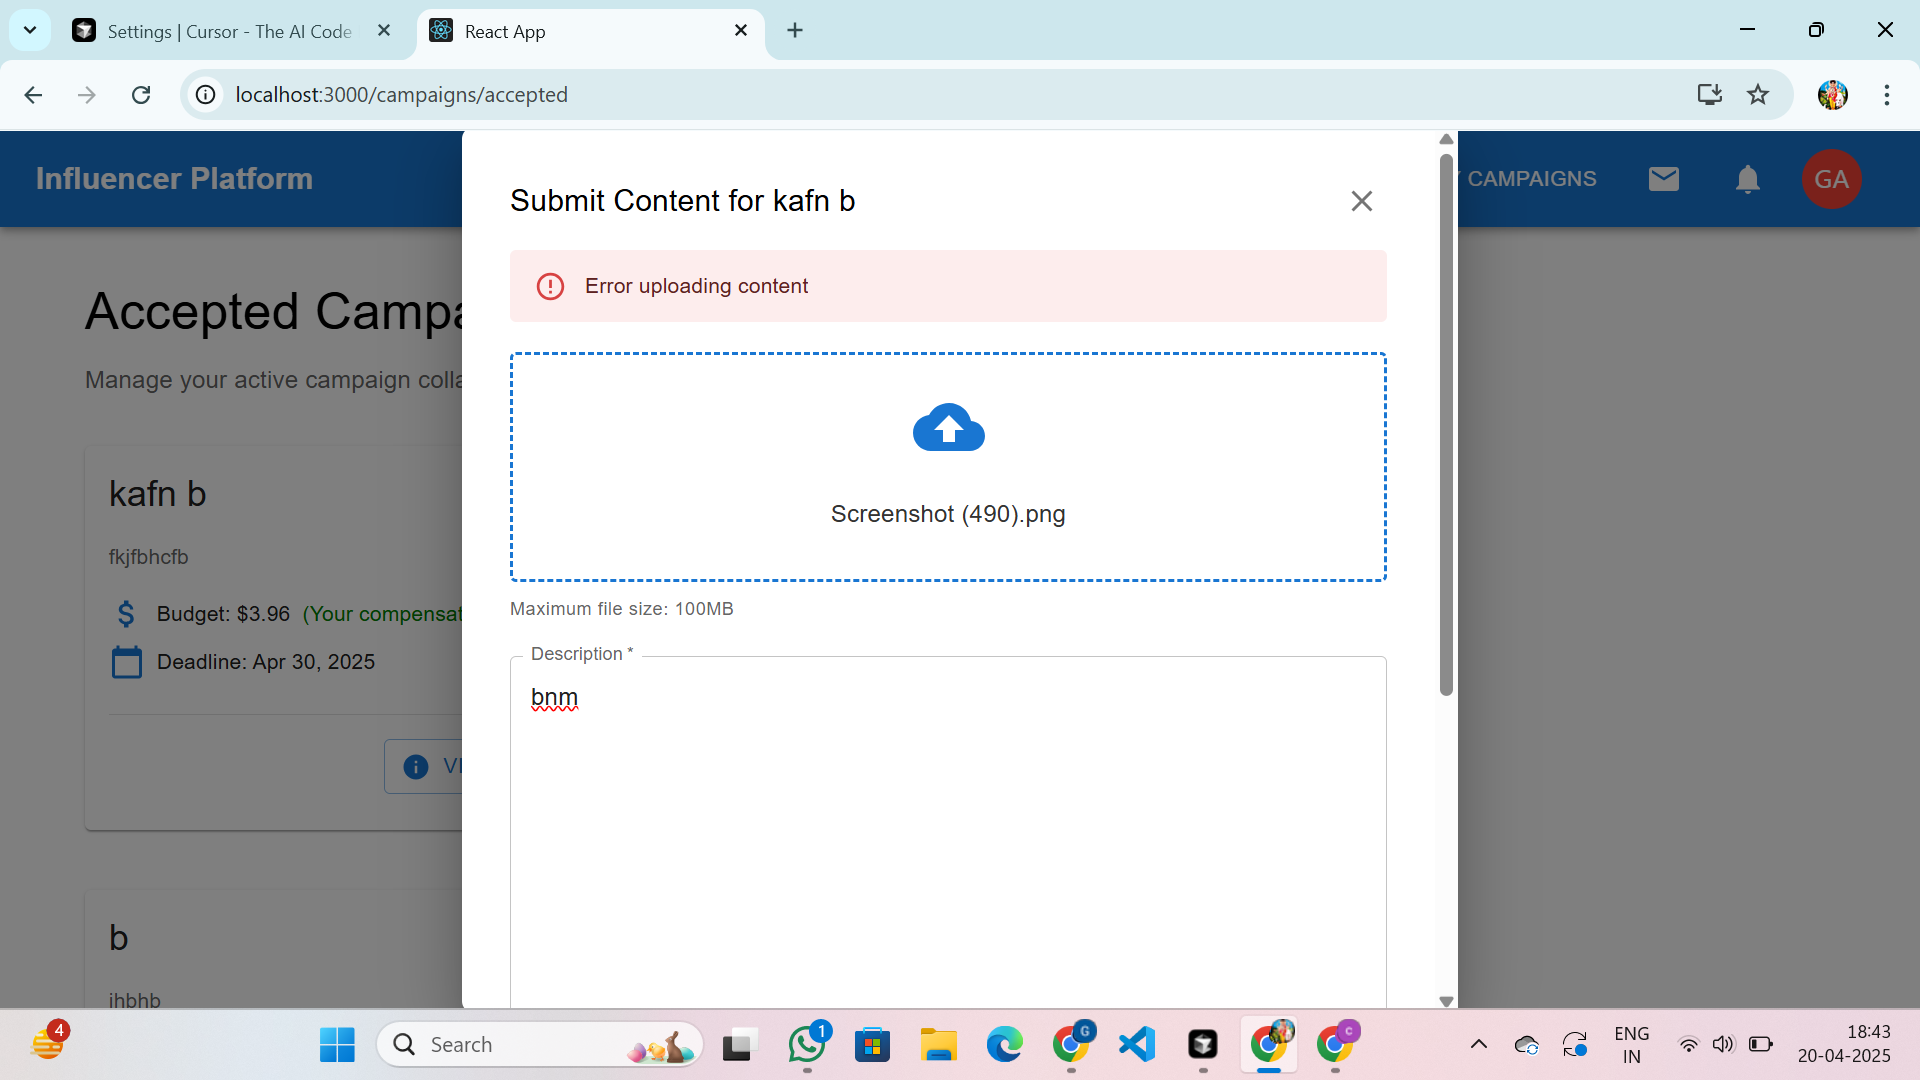 Settings | Cursor - The AI Code
React App
localhost:3000/campaigns/accepted
Influencer Platform
CAMPAIGNS
GA
Submit Content for kafn b
Error uploading content
Accepted Campa
Manage your active campaign colla
Screenshot (490).png
kafn b
fkjfbhcfb
Budget: $3.96 (Your compensat
Deadline: Apr 30, 2025
Maximum file size: 100MB
Description *
bnm
VI
b
ihbhb
4
Search
1
G
C
ENG
IN
18:43
20-04-2025